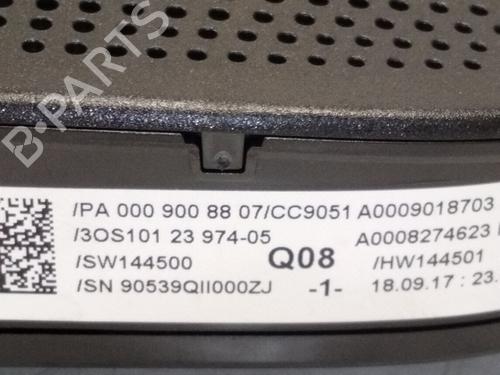 B-PARTS
/PA 000 900 88 07/CC9051 A0009018703
/3OS101 23 974-05 A0008274623
/SW144500 Q08 /HW144501
/SN 90539QII000ZJ -1- 18.09.17 : 23.